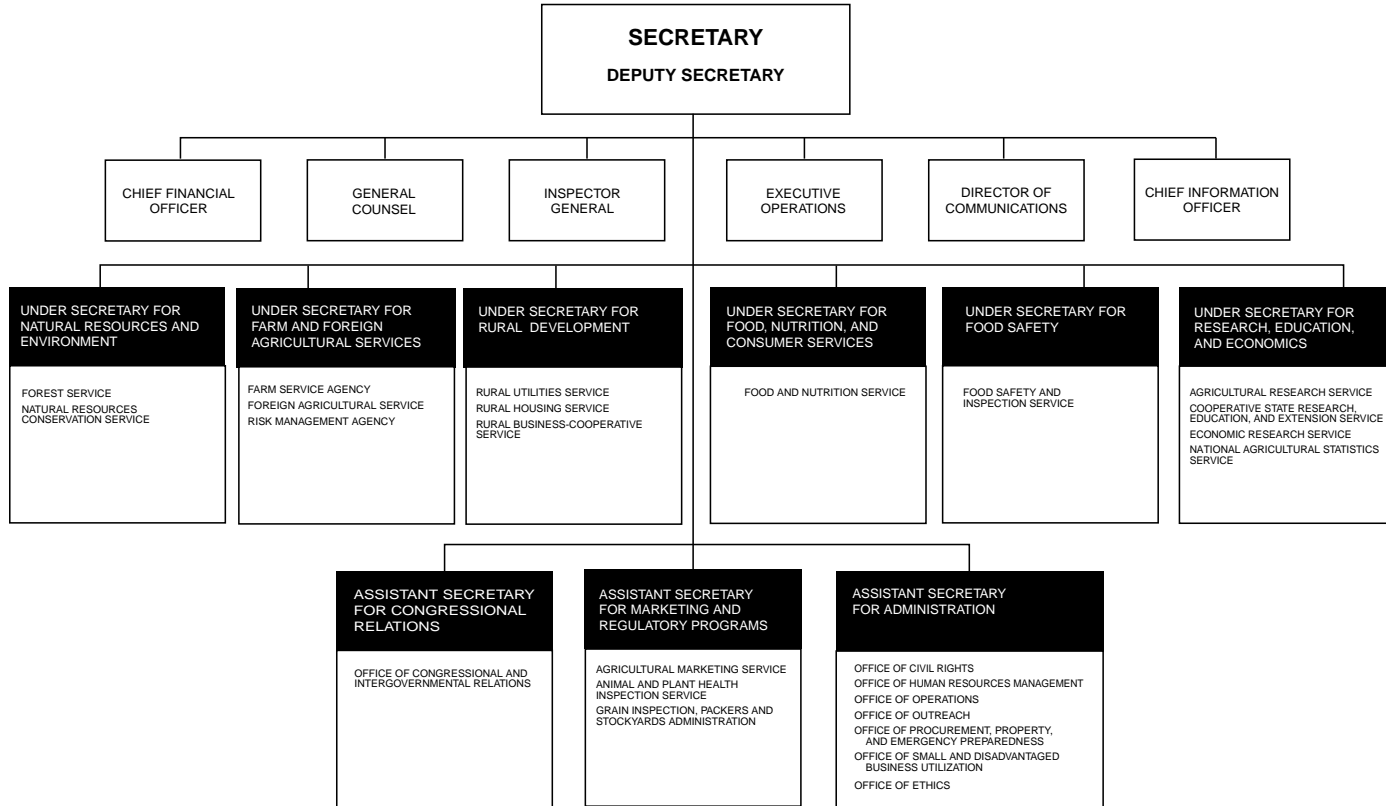 SECRETARY
DEPUTY SECRETARY
CHIEF FINANCIAL
OFFICER
GENERAL
COUNSEL
INSPECTOR
GENERAL
EXECUTIVE
OPERATIONS
DIRECTOR OF
COMMUNICATIONS
CHIEF INFORMATION
OFFICER
UNDER SECRETARY FOR
NATURAL RESOURCES AND
ENVIRONMENT
FOREST SERVICE
NATURAL RESOURCES
CONSERVATION SERVICE
UNDER SECRETARY FOR
FARM AND FOREIGN
AGRICULTURAL SERVICES
FARM SERVICE AGENCY
FOREIGN AGRICULTURAL SERVICE
RISK MANAGEMENT AGENCY
UNDER SECRETARY FOR
RURAL DEVELOPMENT
RURAL UTILITIES SERVICE
RURAL HOUSING SERVICE
RURAL BUSINESS-COOPERATIVE
SERVICE
UNDER SECRETARY FOR
FOOD, NUTRITION, AND
CONSUMER SERVICES
FOOD AND NUTRITION SERVICE
UNDER SECRETARY FOR
FOOD SAFETY
FOOD SAFETY AND
INSPECTION SERVICE
UNDER SECRETARY FOR
RESEARCH, EDUCATION,
AND ECONOMICS
AGRICULTURAL RESEARCH SERVICE
COOPERATIVE STATE RESEARCH,
EDUCATION, AND EXTENSION SERVICE
ECONOMIC RESEARCH SERVICE
NATIONAL AGRICULTURAL STATISTICS
SERVICE
ASSISTANT SECRETARY
FOR CONGRESSIONAL
RELATIONS
OFFICE OF CONGRESSIONAL AND
INTERGOVERNMENTAL RELATIONS
ASSISTANT SECRETARY
FOR MARKETING AND
REGULATORY PROGRAMS
AGRICULTURAL MARKETING SERVICE
ANIMAL AND PLANT HEALTH
INSPECTION SERVICE
GRAIN INSPECTION, PACKERS AND
STOCKYARDS ADMINISTRATION
ASSISTANT SECRETARY
FOR ADMINISTRATION
OFFICE OF CIVIL RIGHTS
OFFICE OF HUMAN RESOURCES MANAGEMENT
OFFICE OF OPERATIONS
OFFICE OF OUTREACH
OFFICE OF PROCUREMENT, PROPERTY,
AND EMERGENCY PREPAREDNESS
OFFICE OF SMALL AND DISADVANTAGED
BUSINESS UTILIZATION
OFFICE OF ETHICS